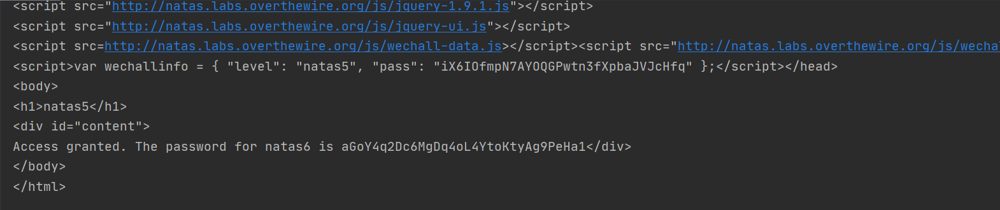 <script src="http://natas.labs.overthewire.org/js/jquery-1.9.1.js"></script>
<script src="http://natas.labs.overthewire.org/js/jquery-ui.js"></script>
<script src=http://natas.labs.overthewire.org/js/wechall-data.js></script><script src="http://natas.labs.overthewire.org/js/wechal
<script>var wechallinfo = { "level": "natas5", "pass": "iX6IOfmpN7AYOQGPwtn3fXpbaJVJcHfq" };</script></head>
<body>
<h1>natas5</h1>
<div id="content">
Access granted. The password for natas6 is aGoY4q2Dc6MgDq4oL4YtoKtyAg9PeHa1</div>
</body>
</html>